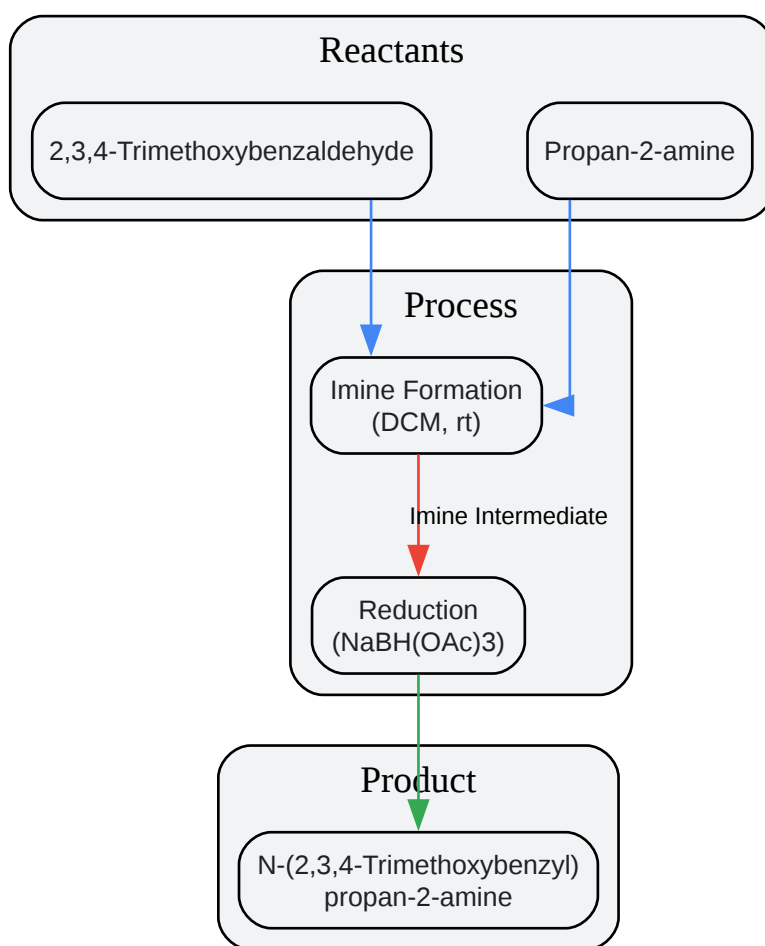 Reactants
2,3,4-Trimethoxybenzaldehyde
Propan-2-amine
Process
Imine Formation
(DCM, rt)
Imine Intermediate
Reduction
(NaBH(OAc)3)
Product
N-(2,3,4-Trimethoxybenzyl)
propan-2-amine